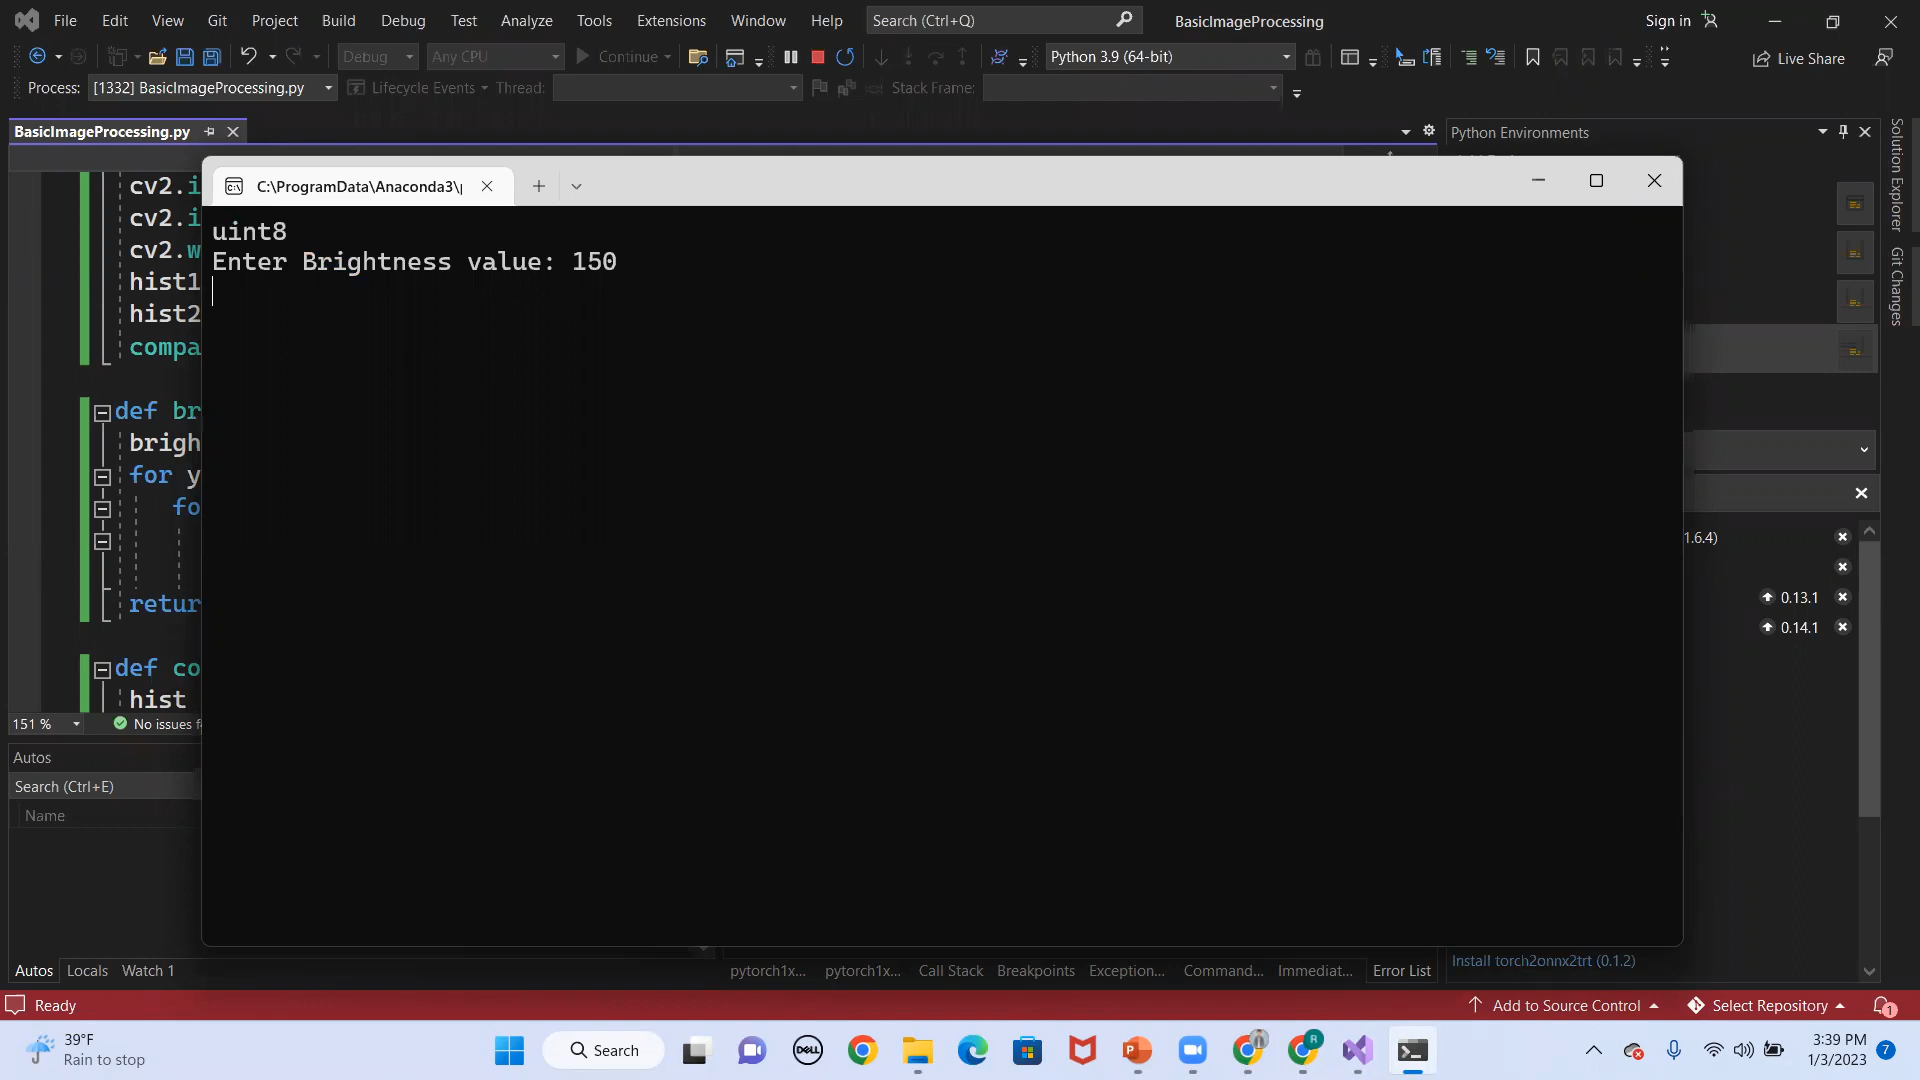 File Edit View Git Project Build Debug Test Analyze Tools Extensions Window Help Search (Ctrl+Q) BasicImageProcessing Sign in
Debug Any CPU Continue Python 3.9 (64-bit) Live Share
Process: [1332] BasicImageProcessing.py Lifecycle Events Thread: Stack Frame:
BasicImageProcessing.py
Python Environments
Solution Explorer
Git Changes
C:\ProgramData\Anaconda3\
uint8
Enter Brightness value: 150
cv2.i
cv2.i
cv2.w
hist1
hist2
compa
def br
brigh
for y
fo
retur
def co
hist
1.6.4)
0.13.1
0.14.1
151 % No issues
Autos
Search (Ctrl+E)
Name
Autos Locals Watch 1
pytorch1x... pytorch1x... Call Stack Breakpoints Exception... Command... Immediat... Error List
Install torch2onnx2trt (0.1.2)
Ready Add to Source Control Select Repository 1
39°F
Rain to stop
Search
DELL
R
P
3:39 PM
1/3/2023
7